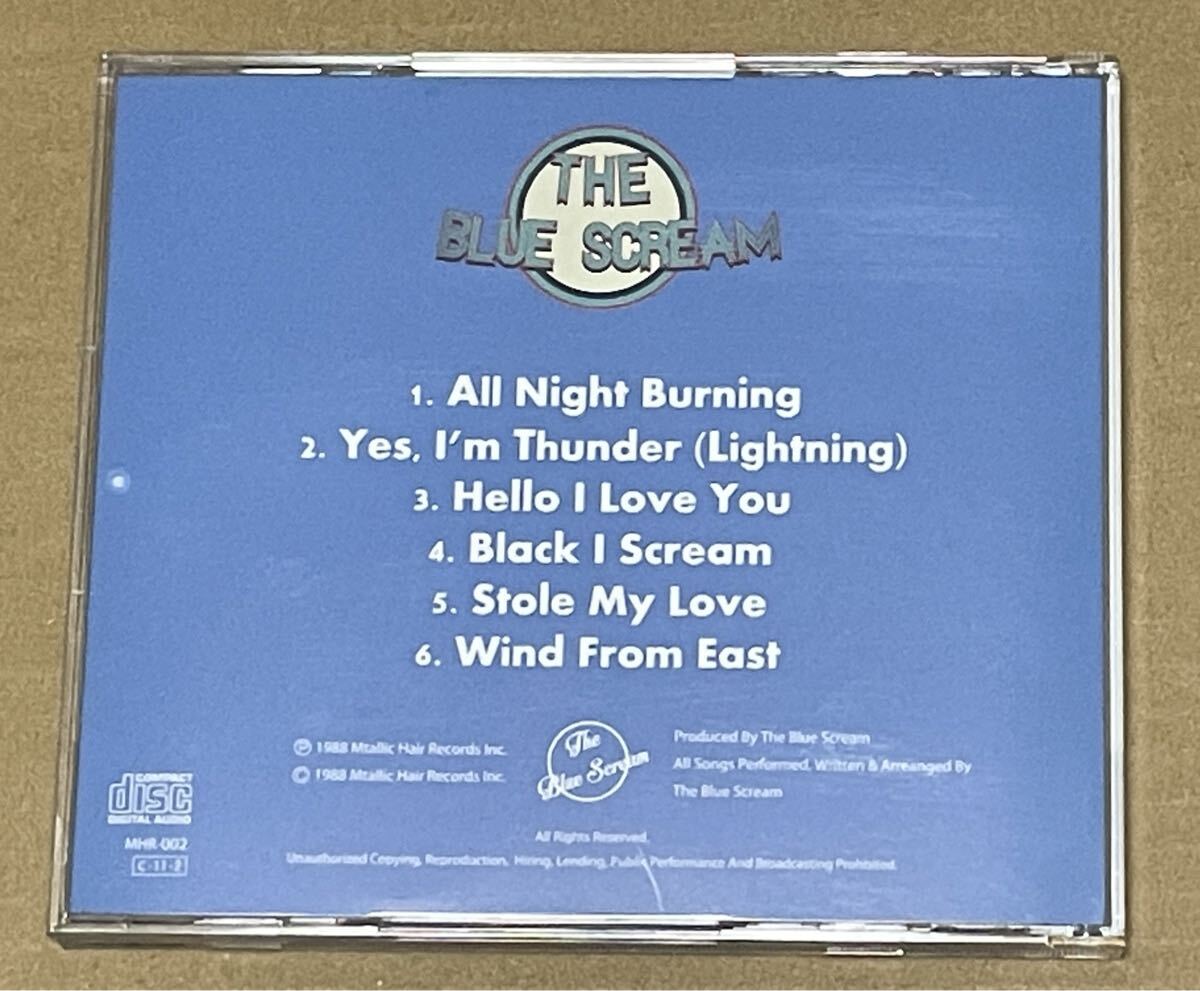 THE
BLUE SCREAM
1. All Night Burning
2. Yes, I'm Thunder (Lightning)
3. Hello I Love You
4. Black I Scream
5. Stole My Love
6. Wind From East
℗ 1988 Mtallic Hair Records Inc.
© 1988 Mtallic Hair Records Inc.
The
Blue Scream
Produced By The Blue Scream
All Songs Performed, Written & Arreanged By
The Blue Scream
COMPACT
disc
DIGITAL AUDIO
MHR-002
C-11-2
All Rights Reserved.
Unauthorized Copying, Reproduction, Hiring, Lending, Public Performance And Broadcasting Prohibited.